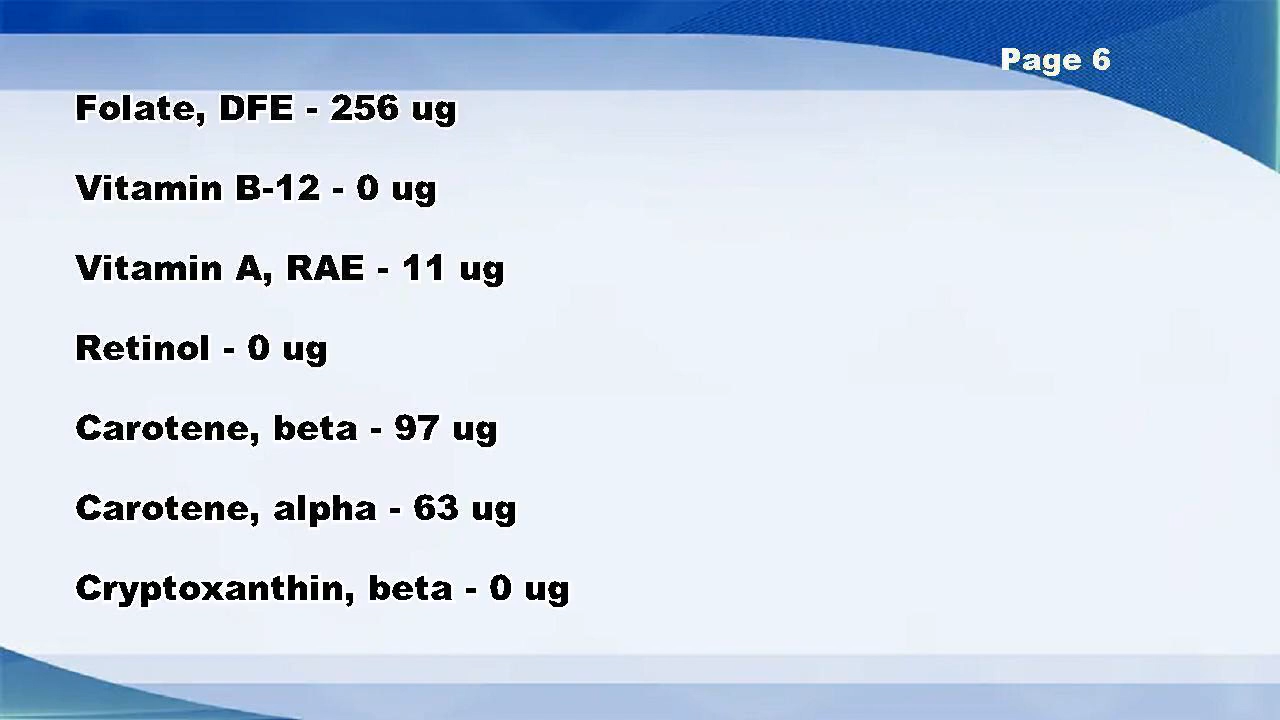 Page 6
Folate, DFE - 256 ug
Vitamin B-12 - 0 ug
Vitamin A, RAE - 11 ug
Retinol - 0 ug
Carotene, beta - 97 ug
Carotene, alpha - 63 ug
Cryptoxanthin, beta - 0 ug